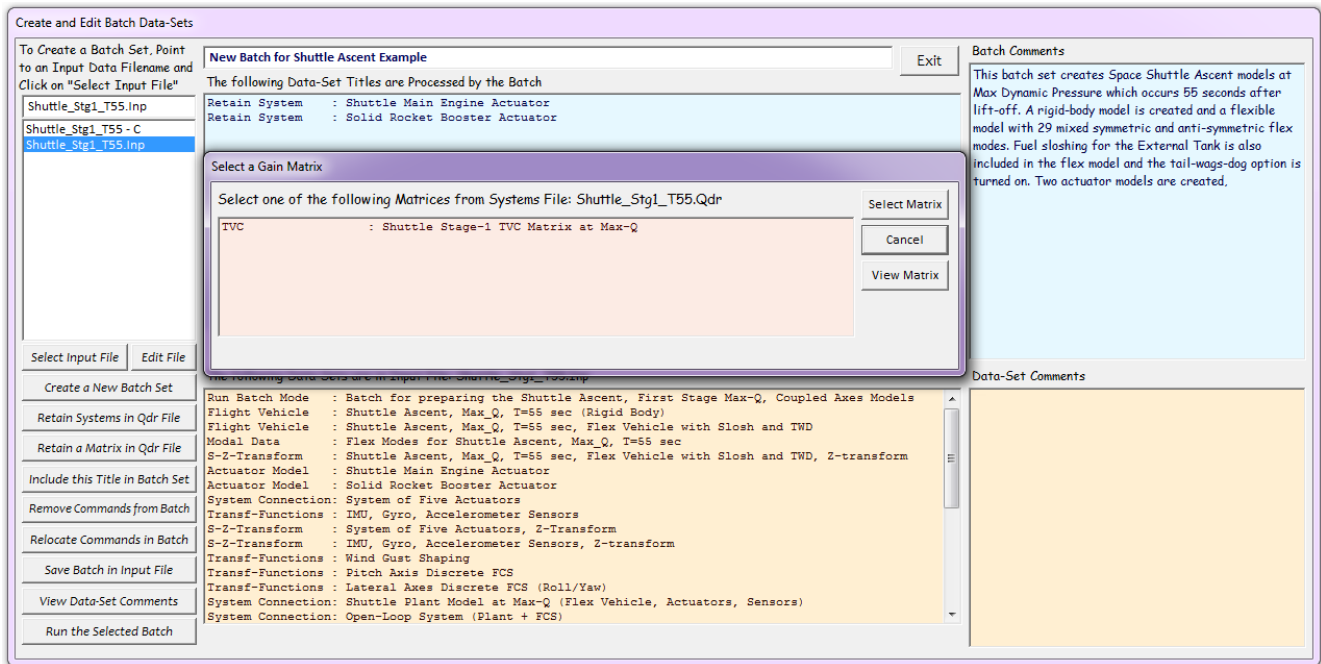 Create and Edit Batch Data-Sets
To Create a Batch Set, Point
to an Input Data Filename and
Click on "Select Input File"
Shuttle_Stg1_T55.Inp
Shuttle_Stg1_T55 - C
Shuttle_Stg1_T55.Inp
Select Input File
Edit File
Create a New Batch Set
Retain Systems in Qdr File
Retain a Matrix in Qdr File
Include this Title in Batch Set
Remove Commands from Batch
Relocate Commands in Batch
Save Batch in Input File
View Data-Set Comments
Run the Selected Batch
New Batch for Shuttle Ascent Example
Exit
The following Data-Set Titles are Processed by the Batch
Retain System : Shuttle Main Engine Actuator
Retain System : Solid Rocket Booster Actuator
Select a Gain Matrix
Select one of the following Matrices from Systems File: Shuttle_Stg1_T55.Qdr
TVC : Shuttle Stage-1 TVC Matrix at Max-Q
Select Matrix
Cancel
View Matrix
The following Data-Sets are in Input File: Shuttle_Stg1_T55.Inp
Run Batch Mode : Batch for preparing the Shuttle Ascent, First Stage Max-Q, Coupled Axes Models
Flight Vehicle : Shuttle Ascent, Max_Q, T=55 sec (Rigid Body)
Flight Vehicle : Shuttle Ascent, Max_Q, T=55 sec, Flex Vehicle with Slosh and TWD
Modal Data : Flex Modes for Shuttle Ascent, Max_Q, T=55 sec
S-Z-Transform : Shuttle Ascent, Max_Q, T=55 sec, Flex Vehicle with Slosh and TWD, Z-transform
Actuator Model : Shuttle Main Engine Actuator
Actuator Model : Solid Rocket Booster Actuator
System Connection: System of Five Actuators
Transf-Functions : IMU, Gyro, Accelerometer Sensors
S-Z-Transform : System of Five Actuators, Z-Transform
S-Z-Transform : IMU, Gyro, Accelerometer Sensors, Z-transform
Transf-Functions : Wind Gust Shaping
Transf-Functions : Pitch Axis Discrete FCS
Transf-Functions : Lateral Axes Discrete FCS (Roll/Yaw)
System Connection: Shuttle Plant Model at Max-Q (Flex Vehicle, Actuators, Sensors)
System Connection: Open-Loop System (Plant + FCS)
Batch Comments
This batch set creates Space Shuttle Ascent models at
Max Dynamic Pressure which occurs 55 seconds after
lift-off. A rigid-body model is created and a flexible
model with 29 mixed symmetric and anti-symmetric flex
modes. Fuel sloshing for the External Tank is also
included in the flex model and the tail-wags-dog option is
turned on. Two actuator models are created,
Data-Set Comments